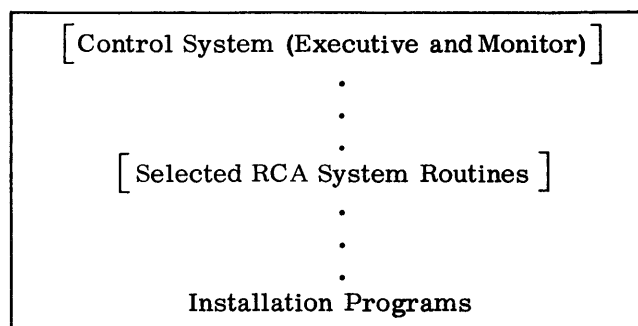 [Control System (Executive and Monitor)]
.
.
.
[Selected RCA System Routines]
.
.
.
Installation Programs